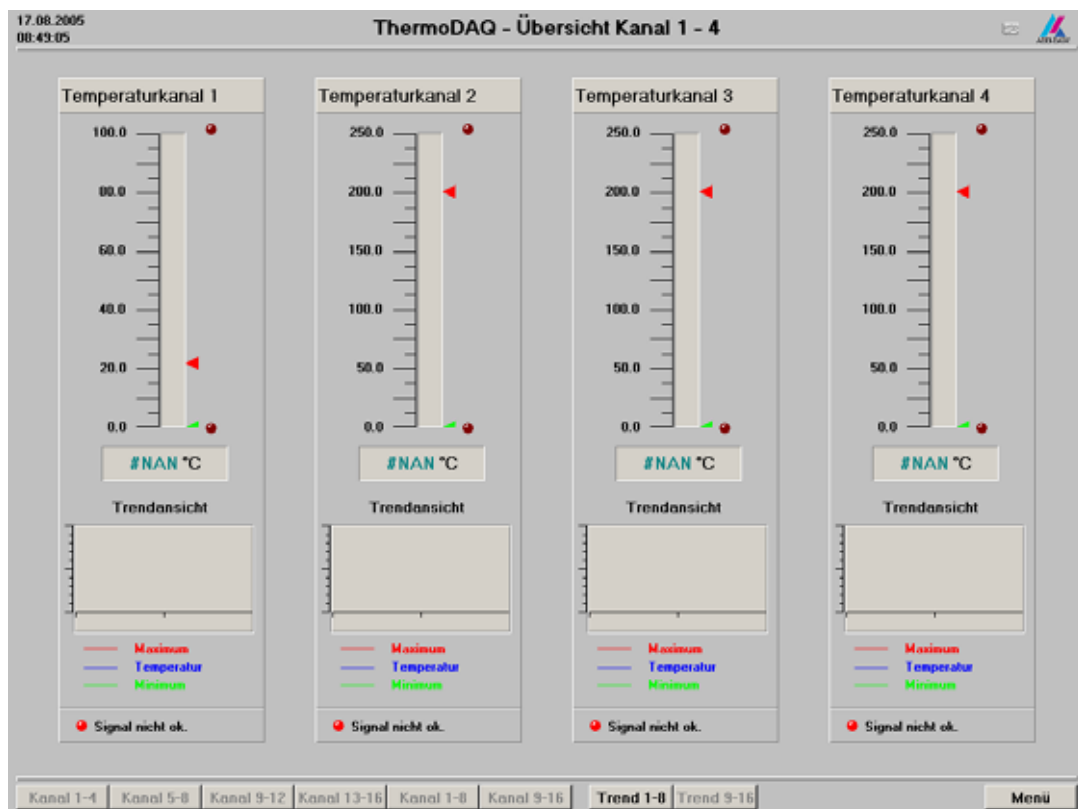 17.08.2005
08:49:05
ThermoDAQ - Übersicht Kanal 1 - 4
Temperaturkanal 1
100.0
80.0
60.0
40.0
20.0
0.0
#NAN °C
Trendansicht
Maximum
Temperatur
Minimum
Signal nicht ok.
Temperaturkanal 2
250.0
200.0
150.0
100.0
50.0
0.0
#NAN °C
Trendansicht
Maximum
Temperatur
Minimum
Signal nicht ok.
Temperaturkanal 3
250.0
200.0
150.0
100.0
50.0
0.0
#NAN °C
Trendansicht
Maximum
Temperatur
Minimum
Signal nicht ok.
Temperaturkanal 4
250.0
200.0
150.0
100.0
50.0
0.0
#NAN °C
Trendansicht
Maximum
Temperatur
Minimum
Signal nicht ok.
Kanal 1-4 Kanal 5-8 Kanal 9-12 Kanal 13-16 Kanal 1-8 Kanal 9-16 Trend 1-8 Trend 9-16 Menü